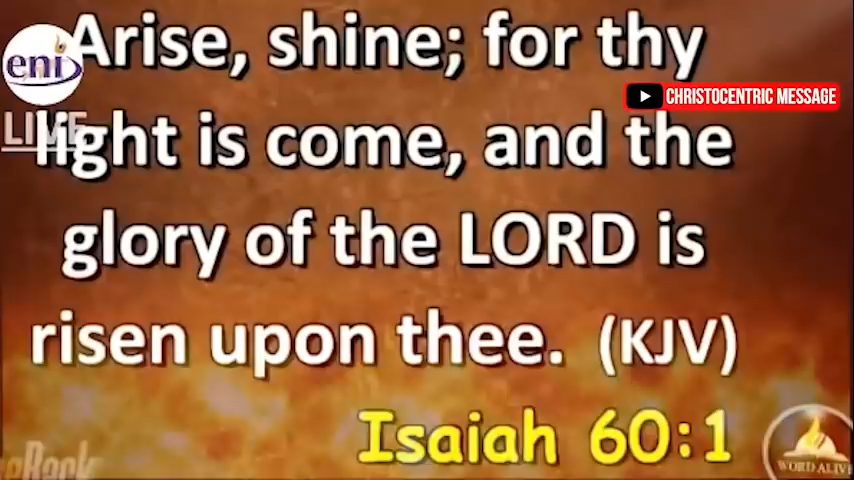 Arise, shine; for thy
eni
CHRISTOCENTRIC MESSAGE
LIVE
light is come, and the
glory of the LORD is
risen upon thee. (KJV)
Isaiah 60:1
WORD ALIVE